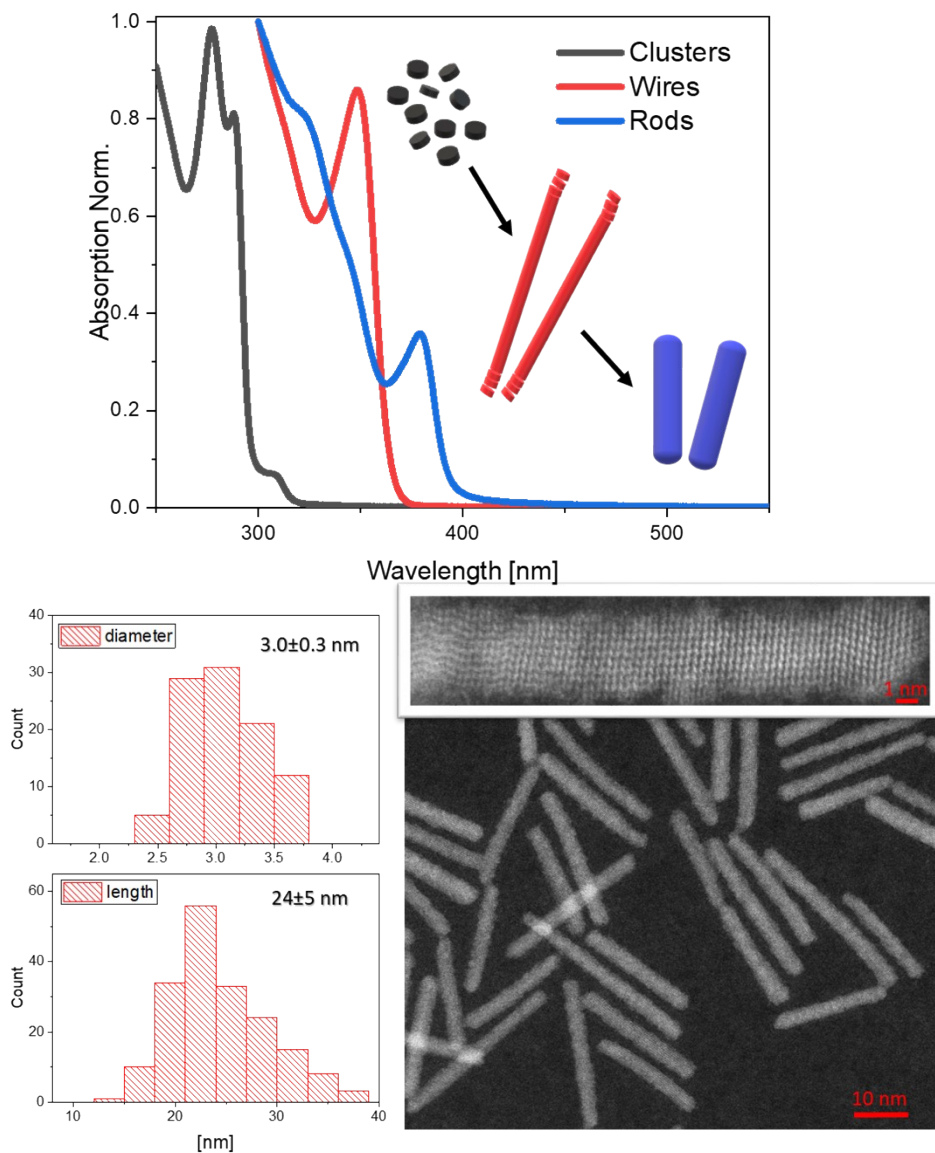 1.0
0.8
0.6
0.4
0.2
0.0
Absorption Norm.
Clusters
Wires
Rods
300
400
500
Wavelength [nm]
40
30
20
10
0
Count
diameter
3.0±0.3 nm
2.0
2.5
3.0
3.5
4.0
60
40
20
0
Count
length
24±5 nm
10
20
30
40
[nm]
1 nm
10 nm